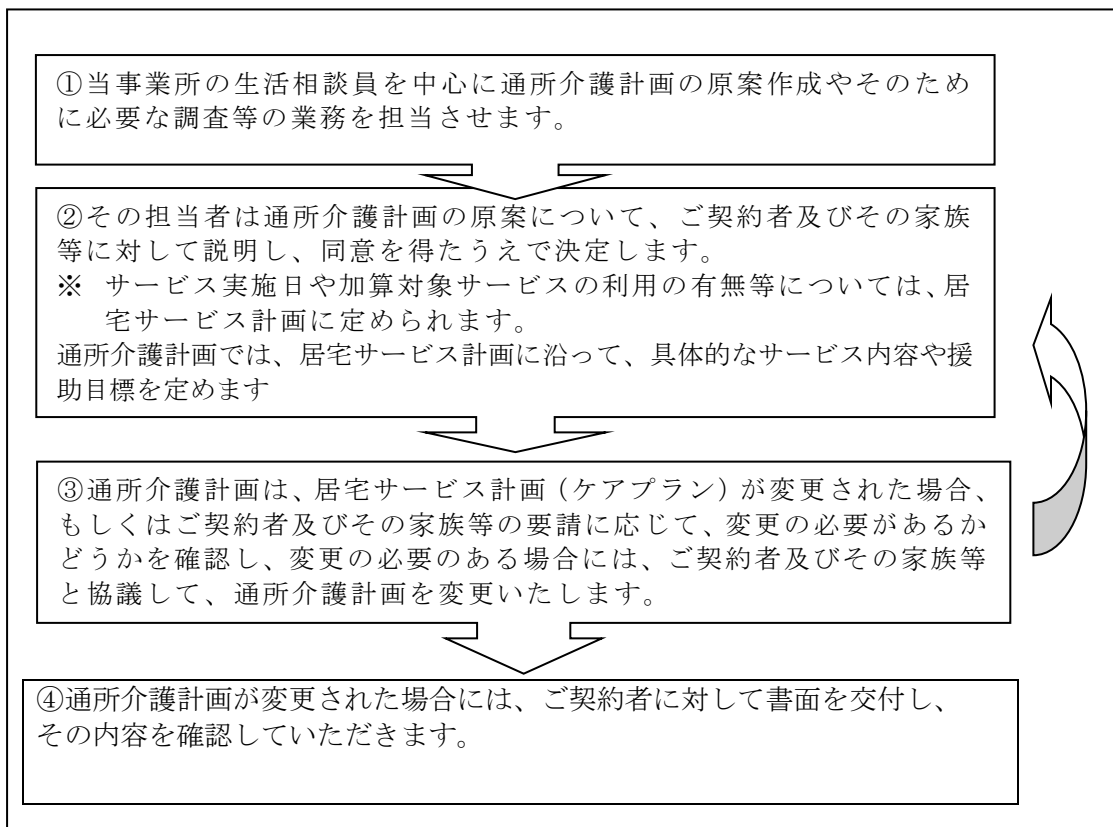 ①当事業所の生活相談員を中心に通所介護計画の原案作成やそのため
に必要な調査等の業務を担当させます。
②その担当者は通所介護計画の原案について、ご契約者及びその家族
等に対して説明し、同意を得たうえで決定します。
※ サービス実施日や加算対象サービスの利用の有無等については、居
宅サービス計画に定められます。
通所介護計画では、居宅サービス計画に沿って、具体的なサービス内容や援
助目標を定めます
③通所介護計画は、居宅サービス計画（ケアプラン）が変更された場合、
もしくはご契約者及びその家族等の要請に応じて、変更の必要があるか
どうかを確認し、変更の必要のある場合には、ご契約者及びその家族等
と協議して、通所介護計画を変更いたします。
④通所介護計画が変更された場合には、ご契約者に対して書面を交付し、
その内容を確認していただきます。